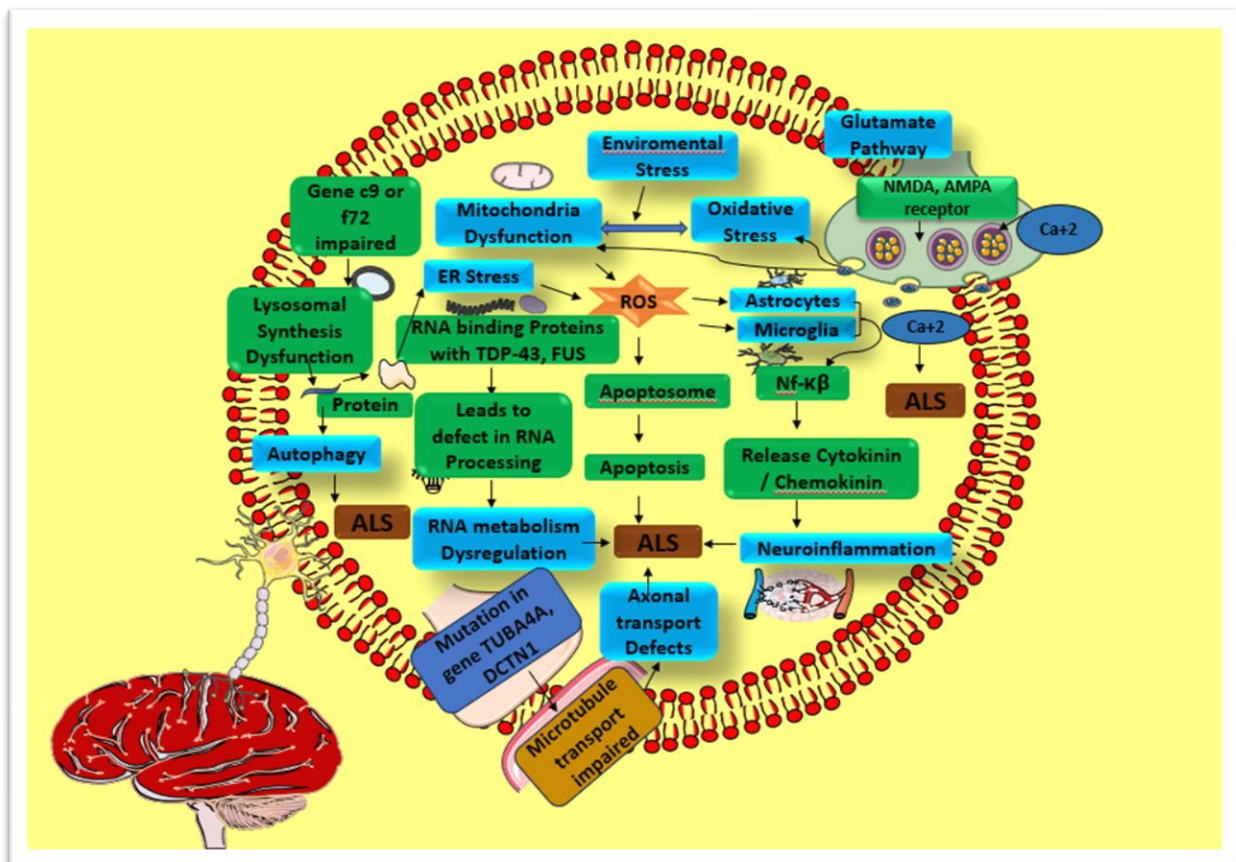 Glutamate
Pathway
Enviromental
Stress
NMDA, AMPA
receptor
Gene c9 or
f72
impaired
Mitochondria
Dysfunction
Oxidative
Stress
Ca+2
ER Stress
ROS
Astrocytes
Lysosomal
Synthesis
Dysfunction
RNA binding Proteins
with TDP-43, FUS
Microglia
Ca+2
Protein
Apoptosome
Nf-Kβ
ALS
Leads to
defect in RNA
Processing
Autophagy
Apoptosis
Release Cytokinin
/ Chemokinin
ALS
RNA metabolism
Dysregulation
ALS
Neuroinflammation
Mutation in
gene TUBA4A,
DCTN1
Axonal
transport
Defects
Microtubule
transport
impaired